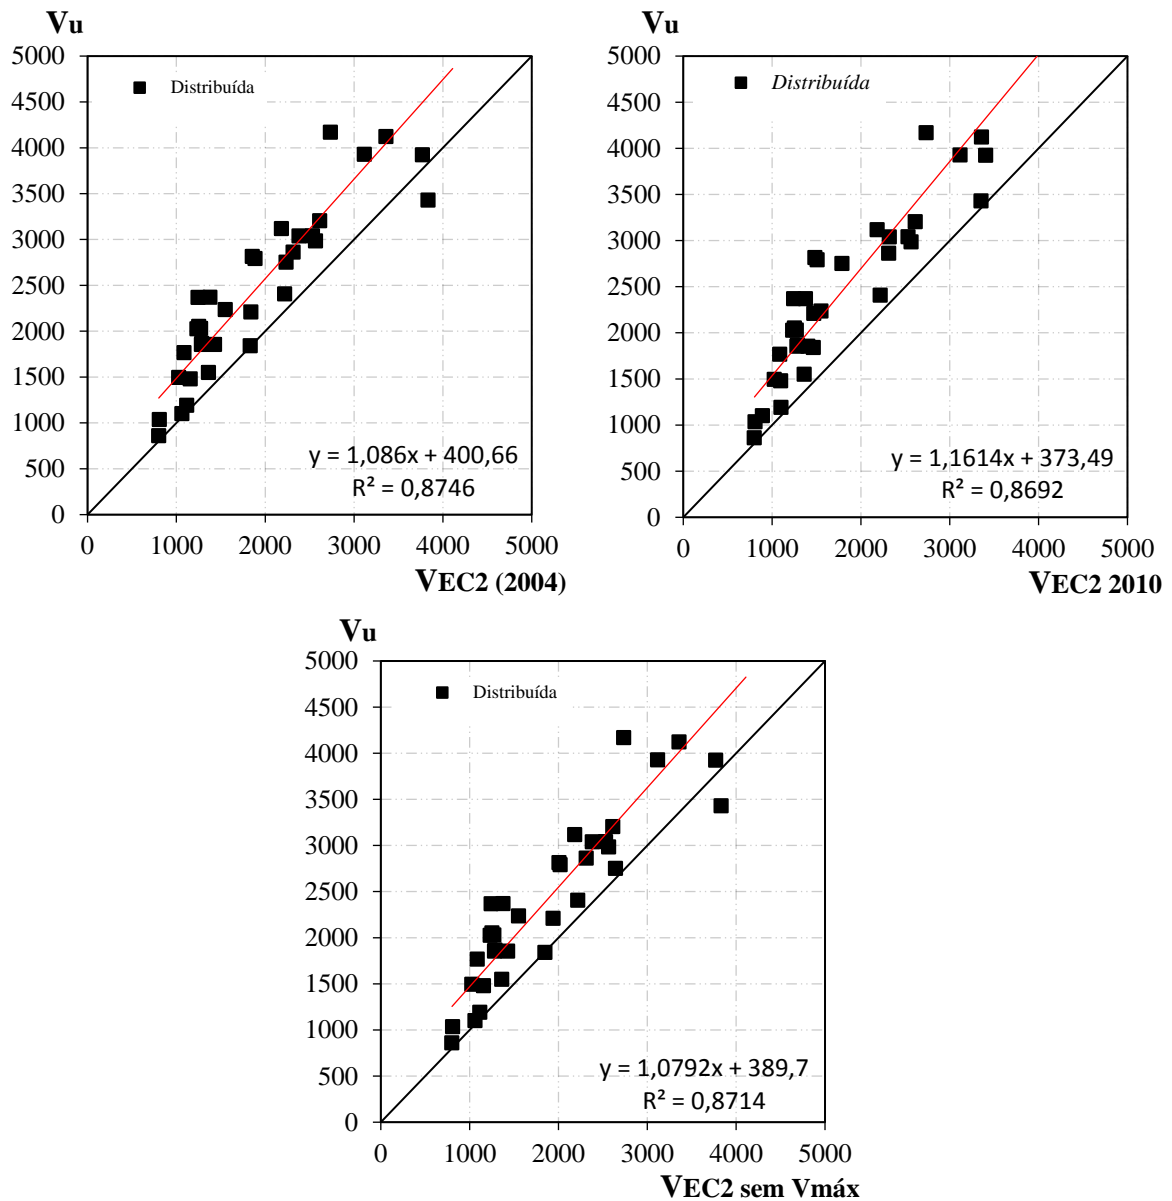 Vu
5000
4500
4000
3500
3000
2500
2000
1500
1000
500
0
Distribuída
y = 1,086x + 400,66
R² = 0,8746
0 1000 2000 3000 4000 5000
VEC2 (2004)
Vu
5000
4500
4000
3500
3000
2500
2000
1500
1000
500
0
Distribuída
y = 1,1614x + 373,49
R² = 0,8692
0 1000 2000 3000 4000 5000
VEC2 2010
Vu
5000
4500
4000
3500
3000
2500
2000
1500
1000
500
0
Distribuída
y = 1,0792x + 389,7
R² = 0,8714
0 1000 2000 3000 4000 5000
VEC2 sem Vmáx